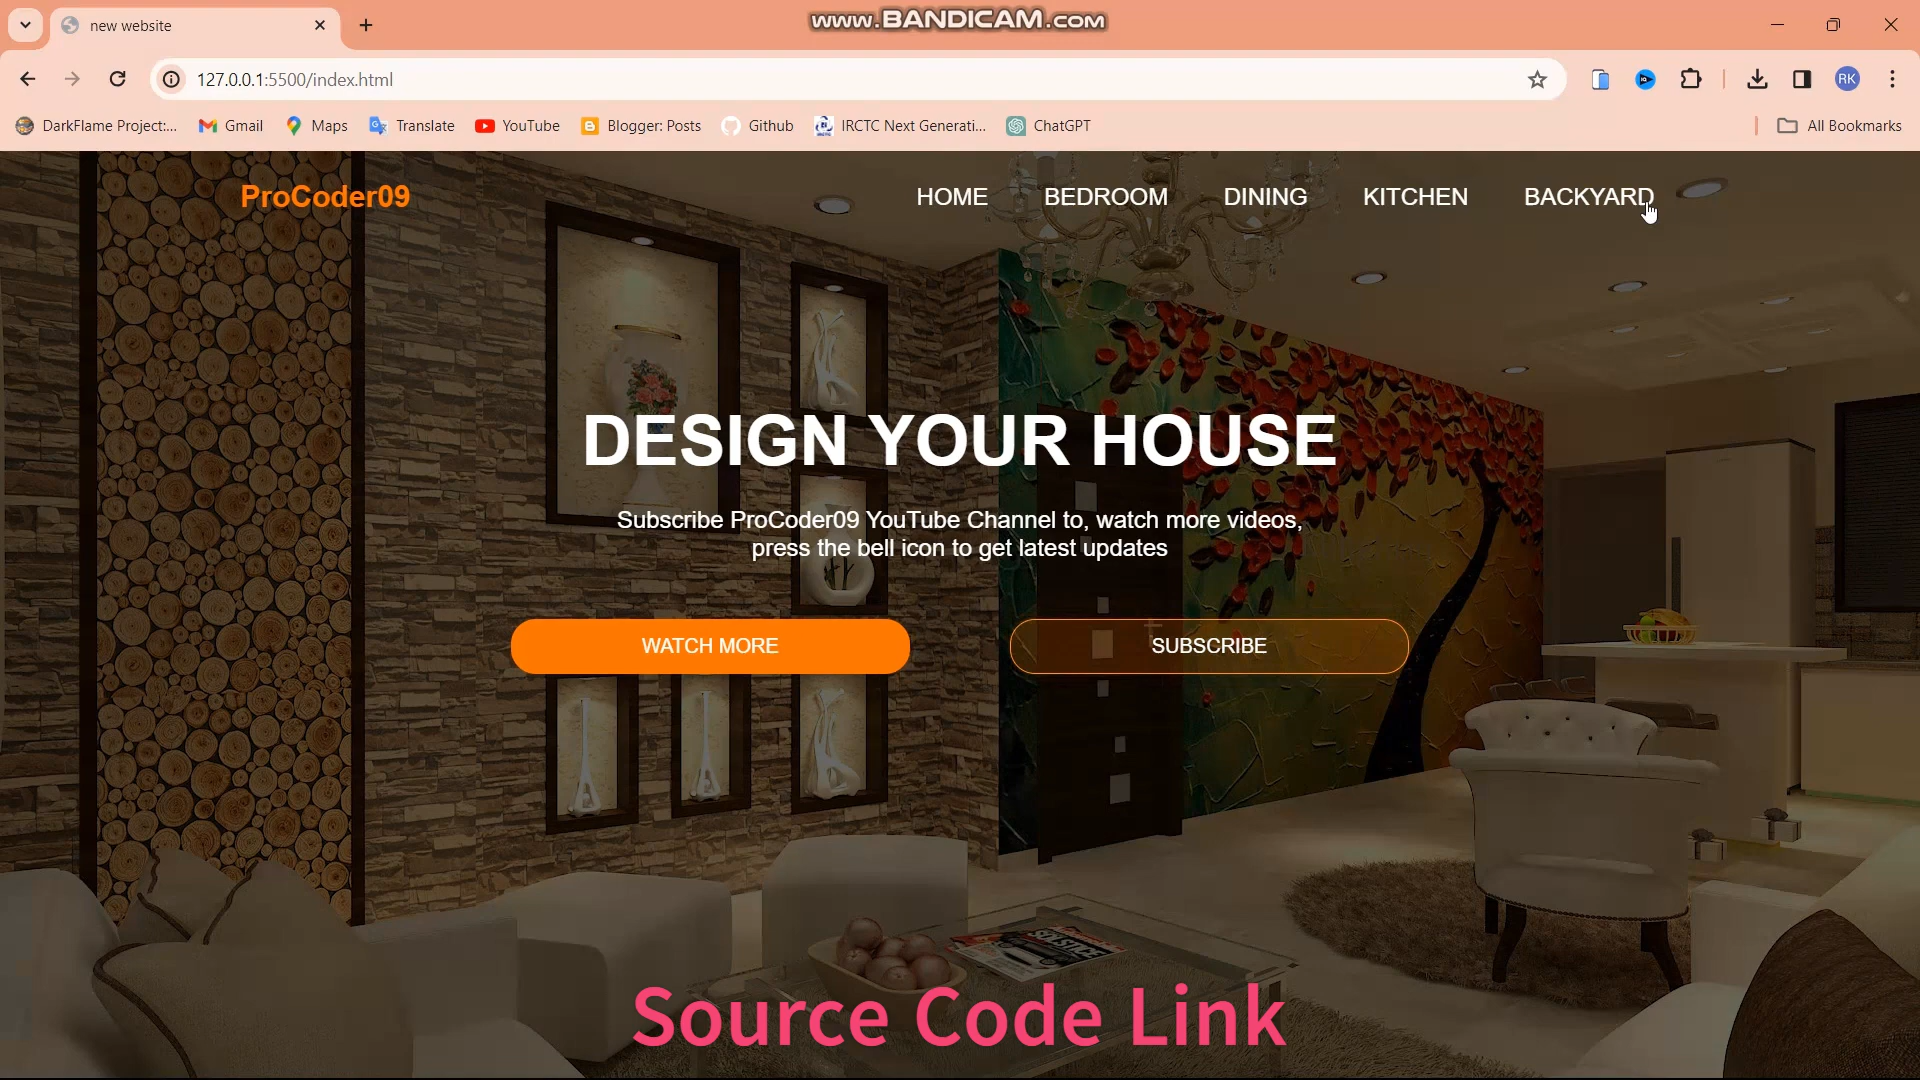 new website
www.BANDICAM.com
127.0.0.1:5500/index.html
RK
DarkFlame Project:...
Gmail
Maps
Translate
YouTube
Blogger: Posts
Github
IRCTC Next Generati...
ChatGPT
All Bookmarks
ProCoder09
HOME
BEDROOM
DINING
KITCHEN
BACKYARD
DESIGN YOUR HOUSE
Subscribe ProCoder09 YouTube Channel to, watch more videos,
press the bell icon to get latest updates
WATCH MORE
SUBSCRIBE
Source Code Link